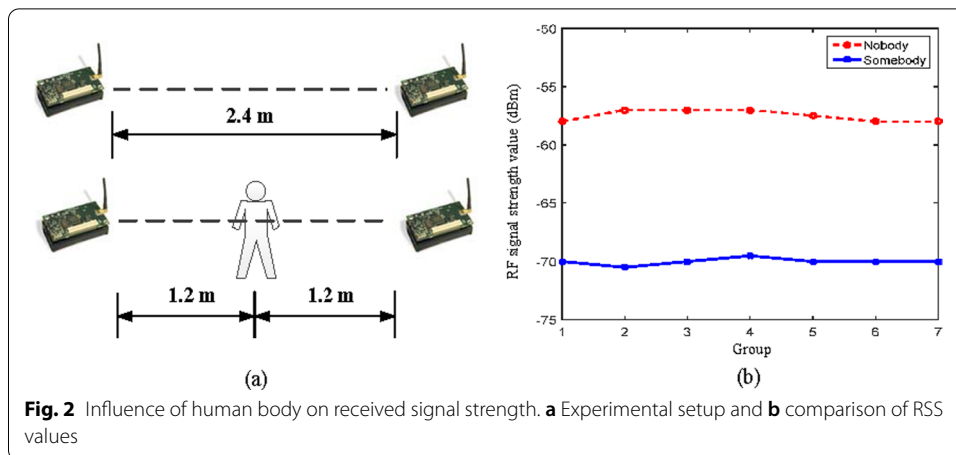 2.4 m
1.2 m
1.2 m
(a)
RF signal strength value (dBm)
-50
-55
-60
-65
-70
-75
Nobody
Somebody
1 2 3 4 5 6 7
Group
(b)
Fig. 2 Influence of human body on received signal strength. a Experimental setup and b comparison of RSS
values